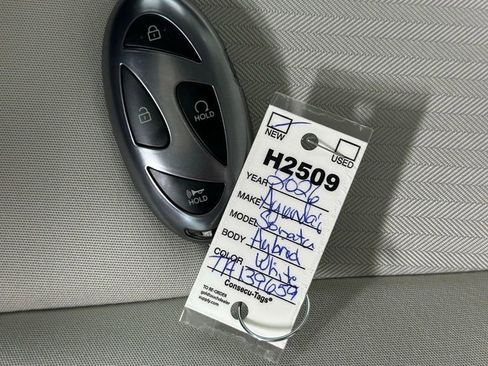 HOLD
HOLD
NEW USED
H2509
YEAR 2026
MAKE Hyundai
MODEL Sonata
BODY Hybrid
COLOR White
TO RE-ORDER
Consecu-Tags®